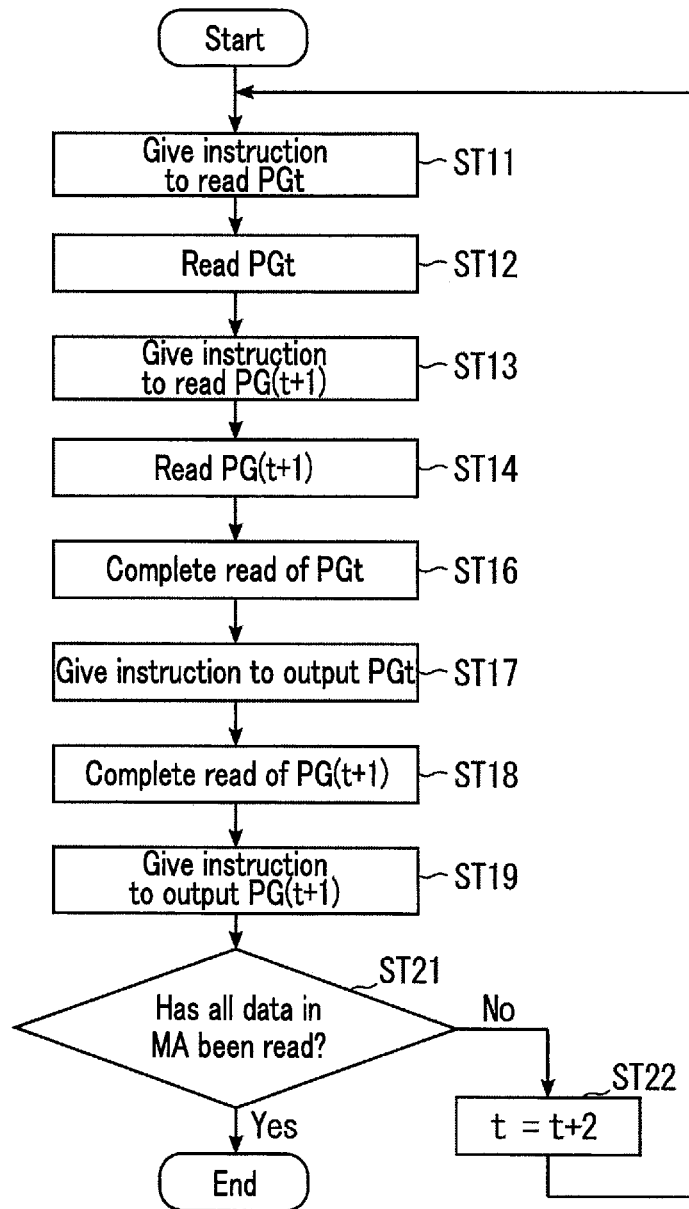 Start
Give instruction
to read PGt
ST11
Read PGt
ST12
Give instruction
to read PG(t+1)
ST13
Read PG(t+1)
ST14
Complete read of PGt
ST16
Give instruction to output PGt
ST17
Complete read of PG(t+1)
ST18
Give instruction
to output PG(t+1)
ST19
ST21
Has all data in
MA been read?
No
ST22
t = t+2
Yes
End